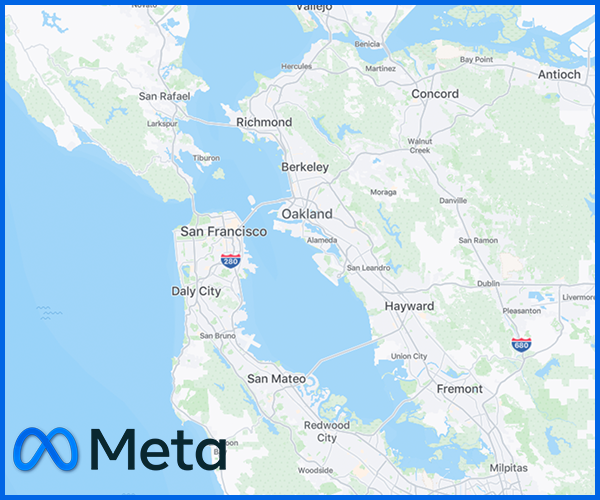 Novato
Vallejo
Benicia
Hercules
Martinez
Bay Point
Antioch
Concord
San Rafael
Larkspur
Richmond
Walnut
Creek
Tiburon
Berkeley
Moraga
Danville
Oakland
San Francisco
Alameda
San Ramon
280
San Leandro
Dublin
Livermore
Daly City
Hayward
Pleasanton
San Bruno
680
Union City
San Mateo
Fremont
Redwood
City
Meta
Woodside
Milpitas